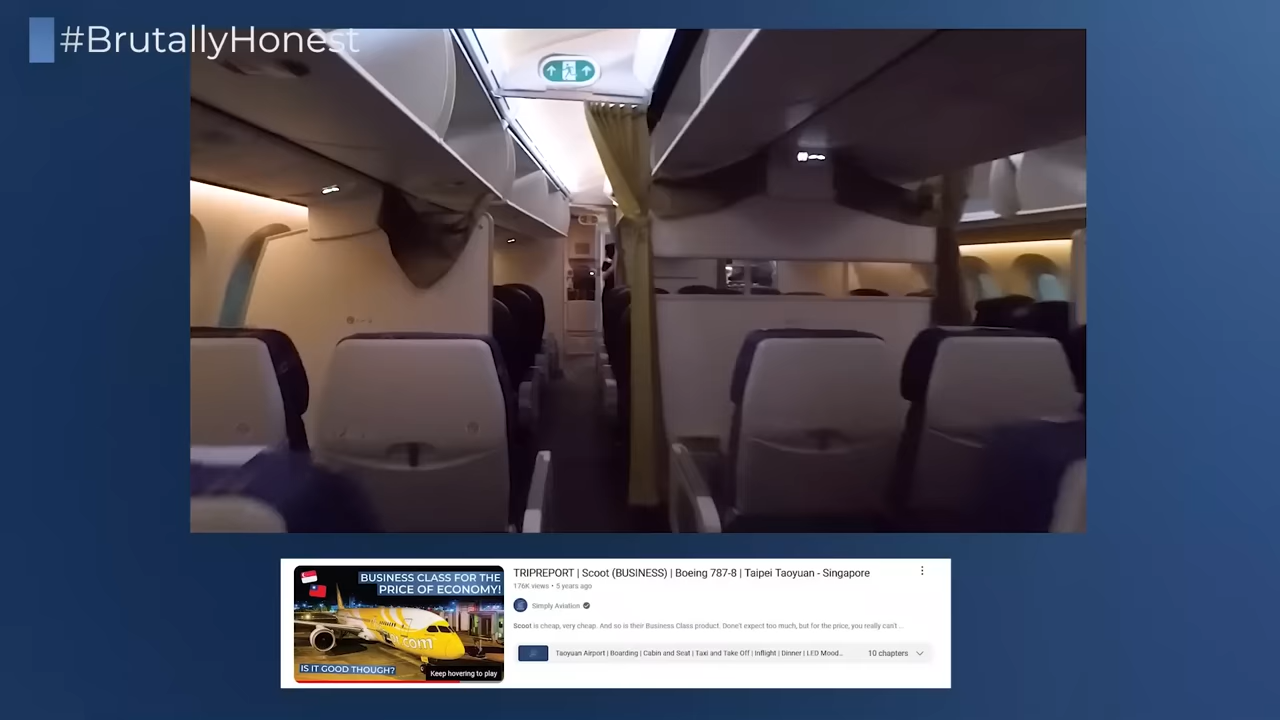 #BrutallyHonest
BUSINESS CLASS FOR THE
PRICE OF ECONOMY!
IS IT GOOD THOUGH?
Keep hovering to play
TRIPREPORT | Scoot (BUSINESS) | Boeing 787-8 | Taipei Taoyuan - Singapore
176K views • 5 years ago
Simply Aviation
Scoot is cheap, very cheap. And so is their Business Class product. Done't expect too much, but for the price, you really can't ...
Taoyuan Airport | Boarding | Cabin and Seat | Taxi and Take Off | Inflight | Dinner | LED Mood...
10 chapters